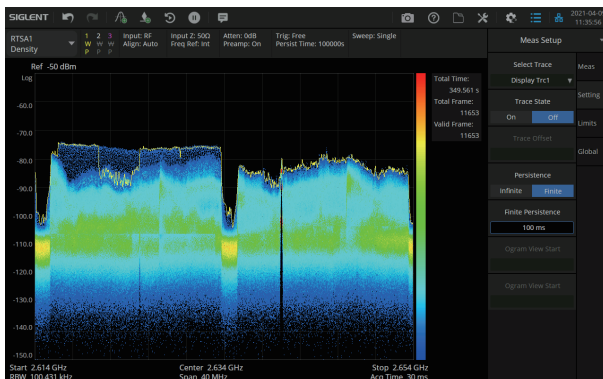 SIGLENT
2021-04-0
11:35:56
RTSA1
Density
1 2 3
W W W
P P P
Input: RF
Align: Auto
Input Z: 50Ω
Freq Ref: Int
Atten: 0dB
Preamp: On
Trig: Free
Persist Time: 100000s
Sweep: Single
Ref -50 dBm
Log
-60.0
-70.0
-80.0
-90.0
-100.0
-110.0
-120.0
-130.0
-140.0
-150.0
Start 2.614 GHz
RBW 100.431 kHz
Center 2.634 GHz
Span 40 MHz
Stop 2.654 GHz
Acq Time 30 ms
Total Time:
349.561 s
Total Frame:
11653
Valid Frame:
11653
Meas Setup
Select Trace
Display Trc1
Trace State
On Off
Trace Offset
Persistence
Infinite Finite
Finite Persistence
100 ms
Ogram View Start
Ogram View Start
Meas
Setting
Limits
Global